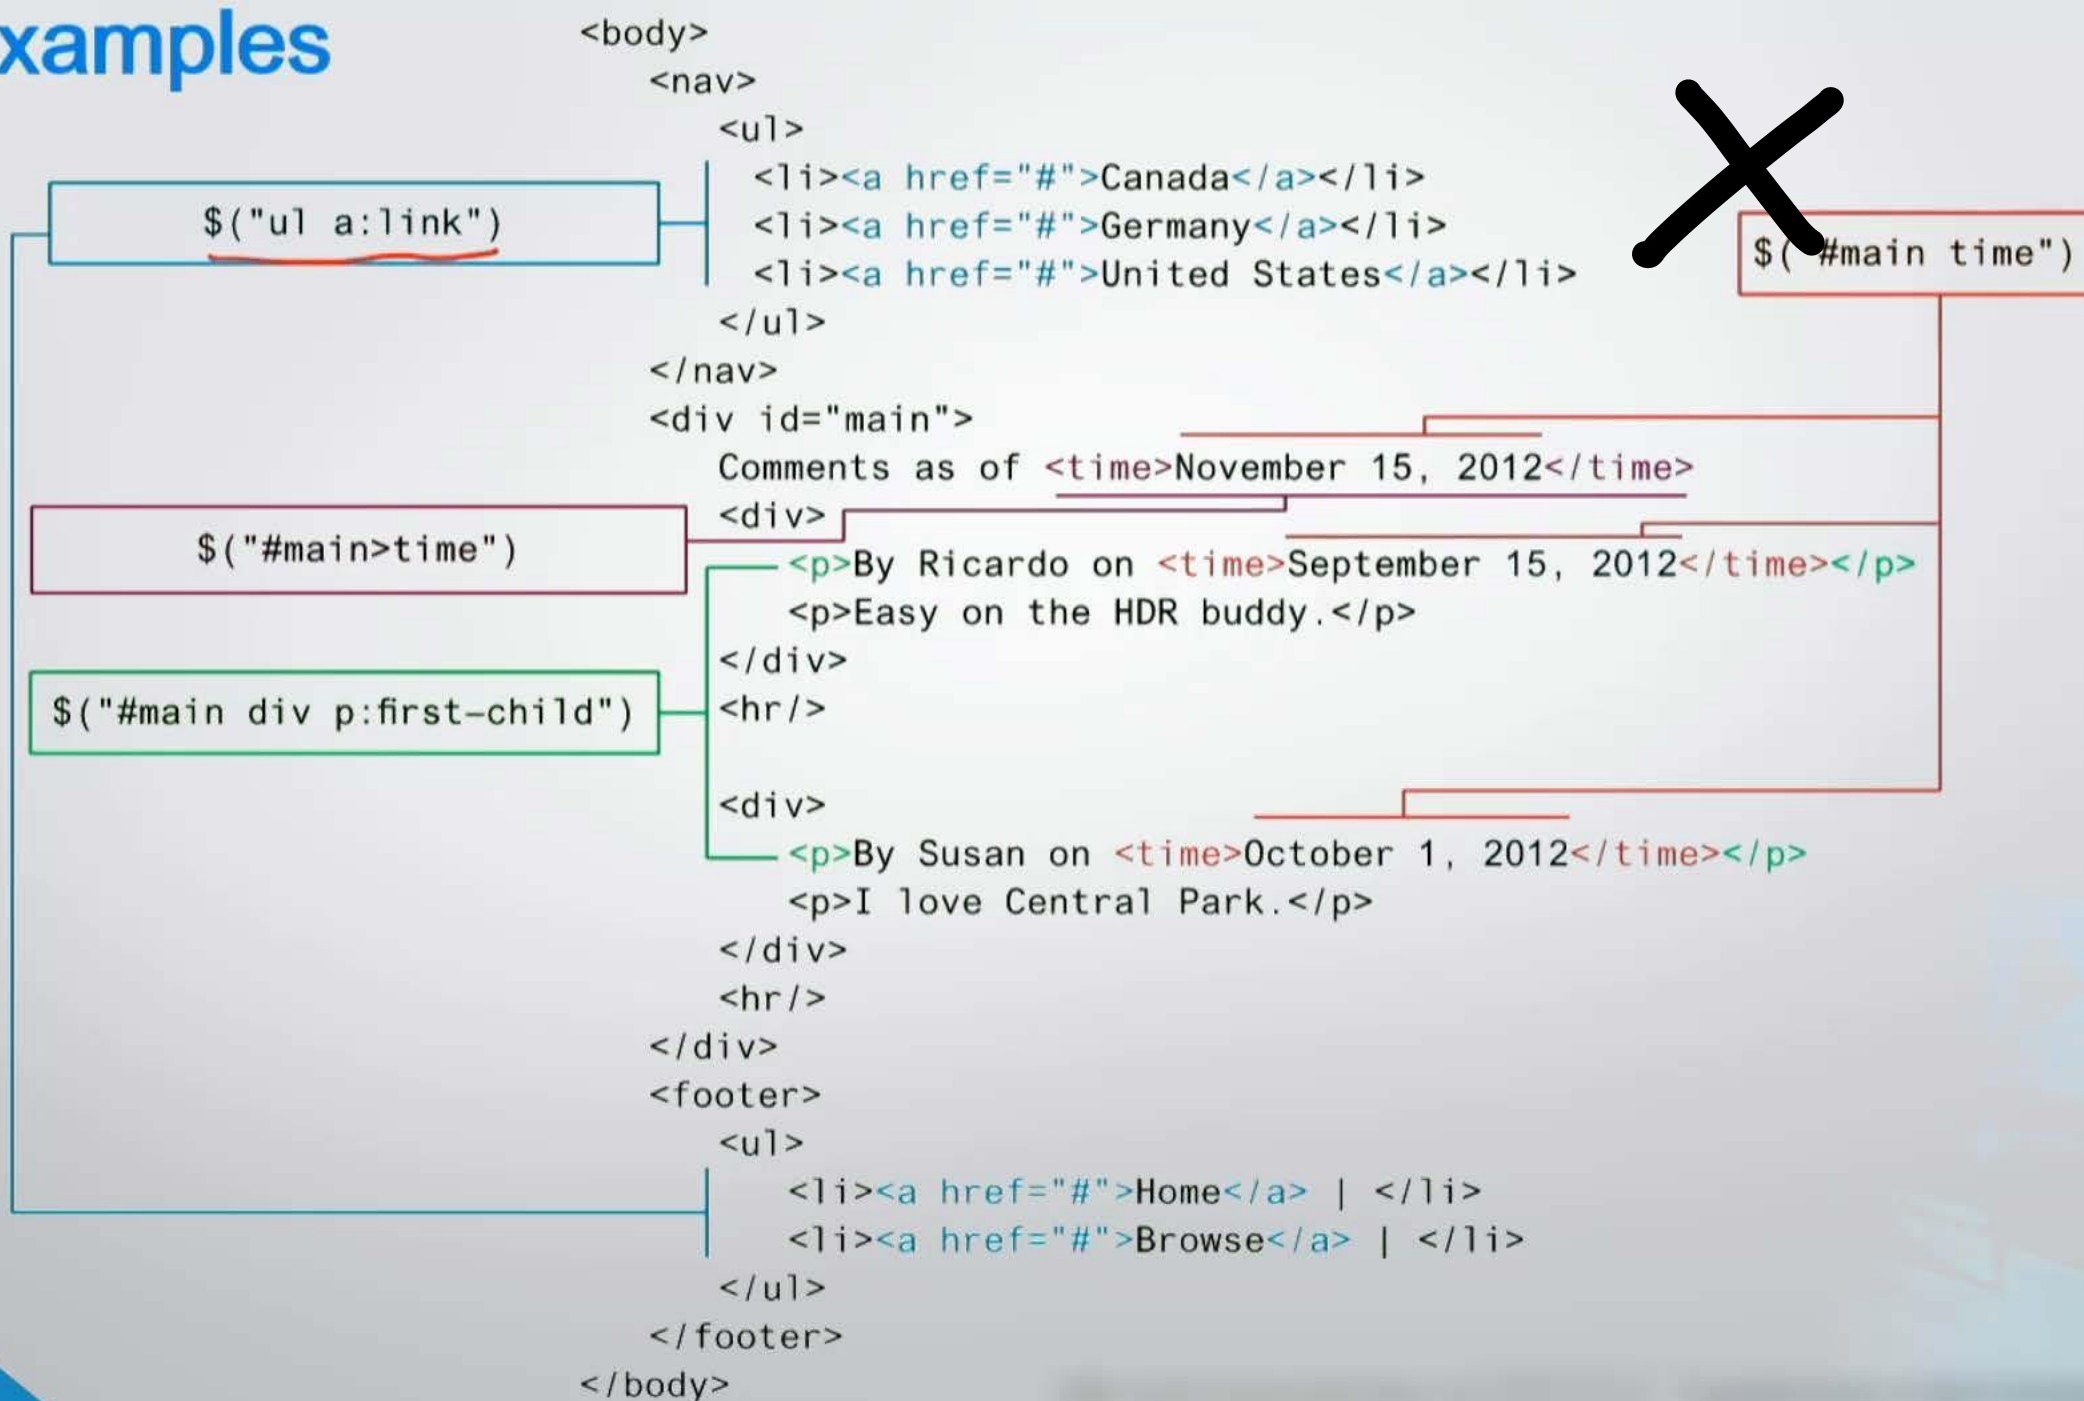 xamples
<body>
<nav>
<ul>
<li><a href="#">Canada</a></li>
$("ul a:link")
<li><a href="#">Germany</a></li>
$( #main time")
<li><a href="#">United States</a></li>
</ul>
</nav>
<div id="main">
Comments as of <time>November 15, 2012</time>
<div>
$("#main>time")
<p>By Ricardo on <time>September 15, 2012</time></p>
<p>Easy on the HDR buddy.</p>
</div>
$("#main div p:first-child")
<hr/>
<div>
<p>By Susan on <time>October 1, 2012</time></p>
<p>I love Central Park.</p>
</div>
<hr/>
</div>
<footer>
<ul>
<li><a href="#">Home</a> | </li>
<li><a href="#">Browse</a> | </li>
</ul>
</footer>
</body>